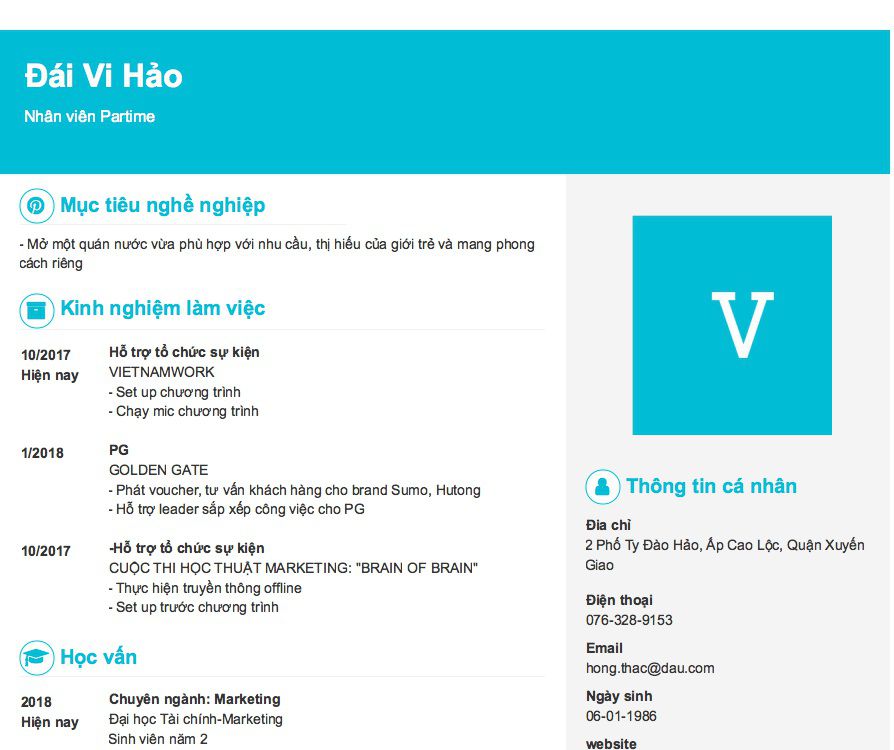 Đái Vi Hảo
Nhân viên Partime
Mục tiêu nghề nghiệp
- Mở một quán nước vừa phù hợp với nhu cầu, thị hiếu của giới trẻ và mang phong
cách riêng
Kinh nghiệm làm việc
10/2017
Hiện nay
Hỗ trợ tổ chức sự kiện
VIETNAMWORK
- Set up chương trình
- Chạy mic chương trình
1/2018
PG
GOLDEN GATE
- Phát voucher, tư vấn khách hàng cho brand Sumo, Hutong
- Hỗ trợ leader sắp xếp công việc cho PG
10/2017
-Hỗ trợ tổ chức sự kiện
CUỘC THI HỌC THUẬT MARKETING: "BRAIN OF BRAIN"
- Thực hiện truyền thông offline
- Set up trước chương trình
Học vấn
2018
Hiện nay
Chuyên ngành: Marketing
Đại học Tài chính-Marketing
Sinh viên năm 2
V
Thông tin cá nhân
Địa chỉ
2 Phố Ty Đào Hảo, Ấp Cao Lộc, Quận Xuyến
Giao
Điện thoại
076-328-9153
Email
hong.thac@dau.com
Ngày sinh
06-01-1986
website